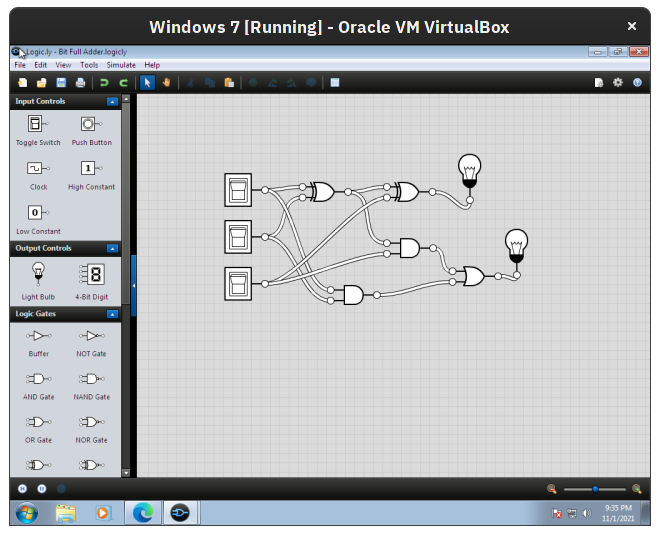 Windows 7 [Running] - Oracle VM VirtualBox
Logic.ly - Bit Full Adder.logicly
File Edit View Tools Simulate Help
Input Controls
Toggle Switch Push Button
Clock High Constant
1
Low Constant
0
Output Controls
Light Bulb 4-Bit Digit
8
Logic Gates
Buffer NOT Gate
AND Gate NAND Gate
OR Gate NOR Gate
9:35 PM
11/1/2021